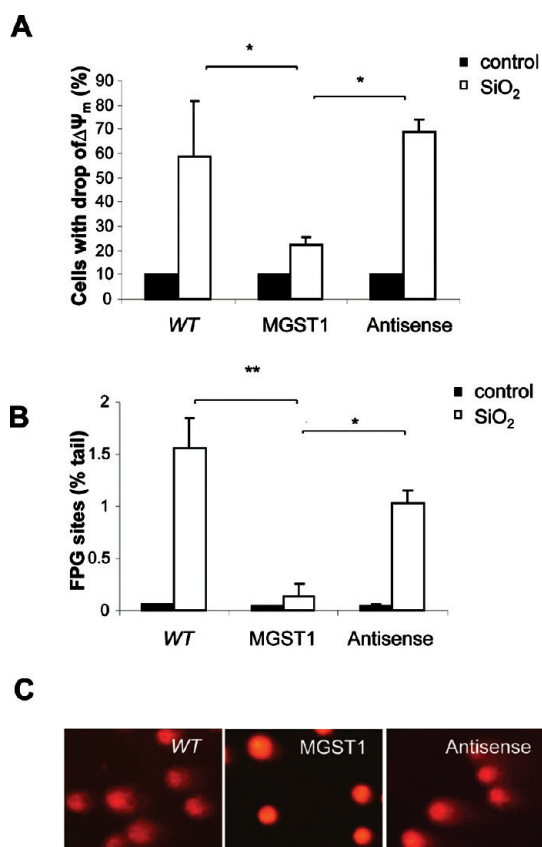 A
* *
control
SiO₂
Cells with drop of ΔΨm (%)
90
80
70
60
50
40
30
20
10
0
WT MGST1 Antisense
B
** *
control
SiO₂
FPG sites (% tail)
2
1.5
1
0.5
0
WT MGST1 Antisense
C
WT MGST1 Antisense